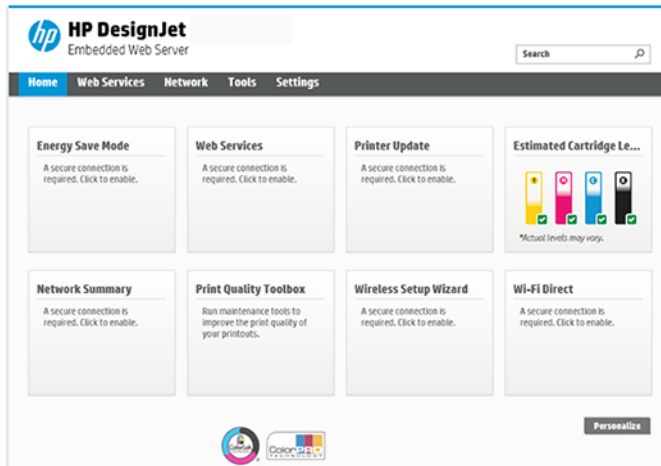 hp
HP DesignJet
Embedded Web Server
Search
Home Web Services Network Tools Settings
Energy Save Mode
A secure connection is
required. Click to enable.
Web Services
A secure connection is
required. Click to enable.
Printer Update
A secure connection is
required. Click to enable.
Estimated Cartridge Le...
*Actual levels may vary.
Network Summary
A secure connection is
required. Click to enable.
Print Quality Toolbox
Run maintenance tools to
improve the print quality of
your printouts.
Wireless Setup Wizard
A secure connection is
required. Click to enable.
Wi-Fi Direct
A secure connection is
required. Click to enable.
Personalize
ColorLok
ColorPRO
TECHNOLOGY